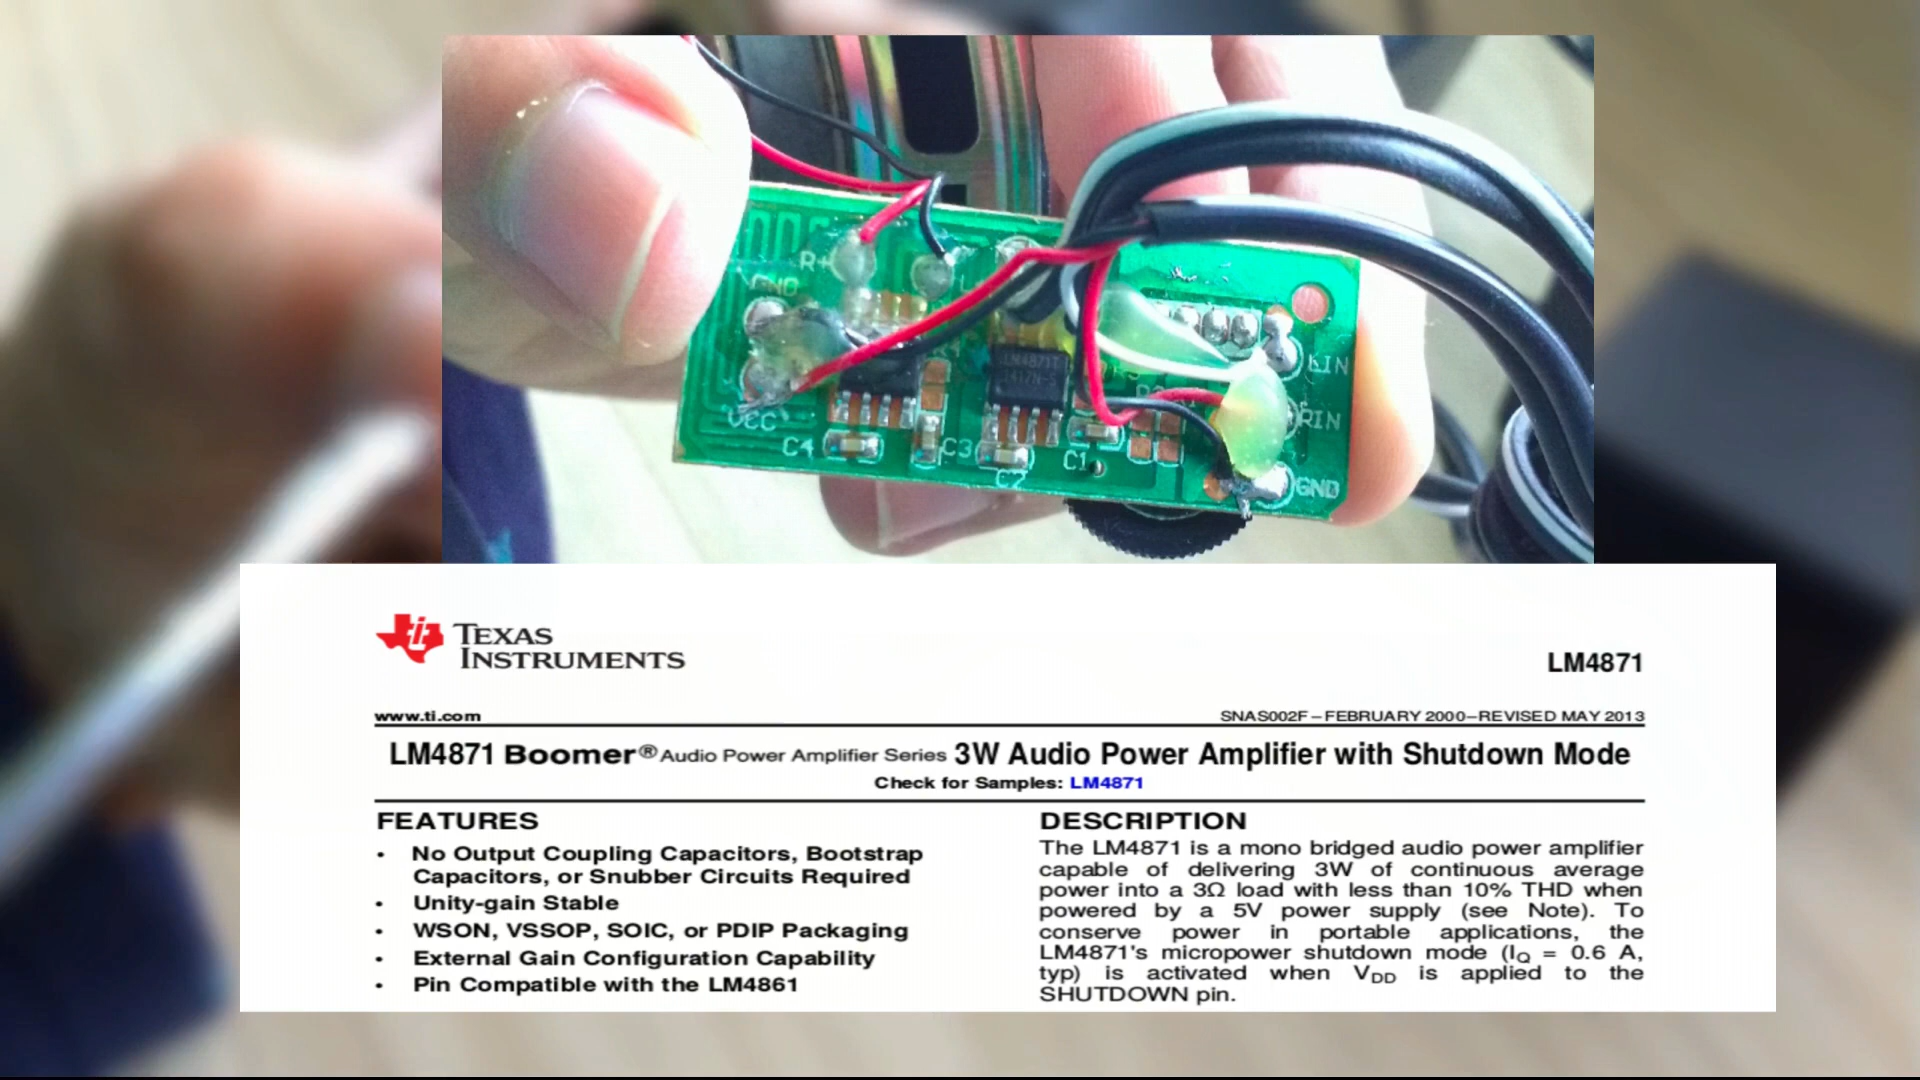 R+
GND
LM4871T
VCC
C4
C3
C2
C1
LIN
RIN
GND
TEXAS
INSTRUMENTS
LM4871
www.ti.com
SNAS002F – FEBRUARY 2000 – REVISED MAY 2013
LM4871 Boomer® Audio Power Amplifier Series 3W Audio Power Amplifier with Shutdown Mode
Check for Samples: LM4871
FEATURES
• No Output Coupling Capacitors, Bootstrap
Capacitors, or Snubber Circuits Required
• Unity-gain Stable
• WSON, VSSOP, SOIC, or PDIP Packaging
• External Gain Configuration Capability
• Pin Compatible with the LM4861
DESCRIPTION
The LM4871 is a mono bridged audio power amplifier
capable of delivering 3W of continuous average
power into a 3Ω load with less than 10% THD when
powered by a 5V power supply (see Note). To
conserve power in portable applications, the
LM4871's micropower shutdown mode (IQ = 0.6 A,
typ) is activated when VDD is applied to the
SHUTDOWN pin.